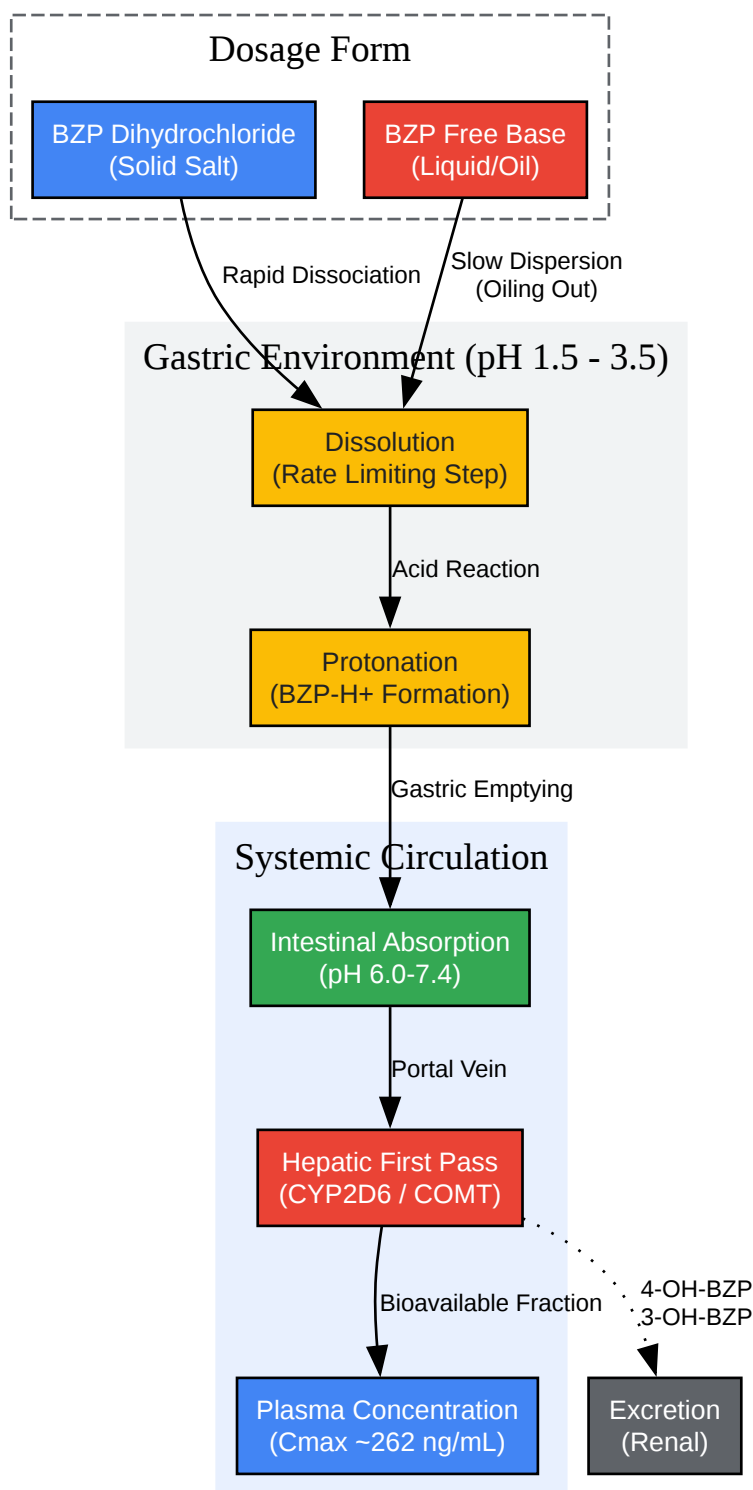 Dosage Form
BZP Dihydrochloride
(Solid Salt)
BZP Free Base
(Liquid/Oil)
Rapid Dissociation
Slow Dispersion
(Oiling Out)
Gastric Environment (pH 1.5 - 3.5)
Dissolution
(Rate Limiting Step)
Acid Reaction
Protonation
(BZP-H+ Formation)
Gastric Emptying
Systemic Circulation
Intestinal Absorption
(pH 6.0-7.4)
Portal Vein
Hepatic First Pass
(CYP2D6 / COMT)
Bioavailable Fraction
4-OH-BZP
3-OH-BZP
Plasma Concentration
(Cmax ~262 ng/mL)
Excretion
(Renal)